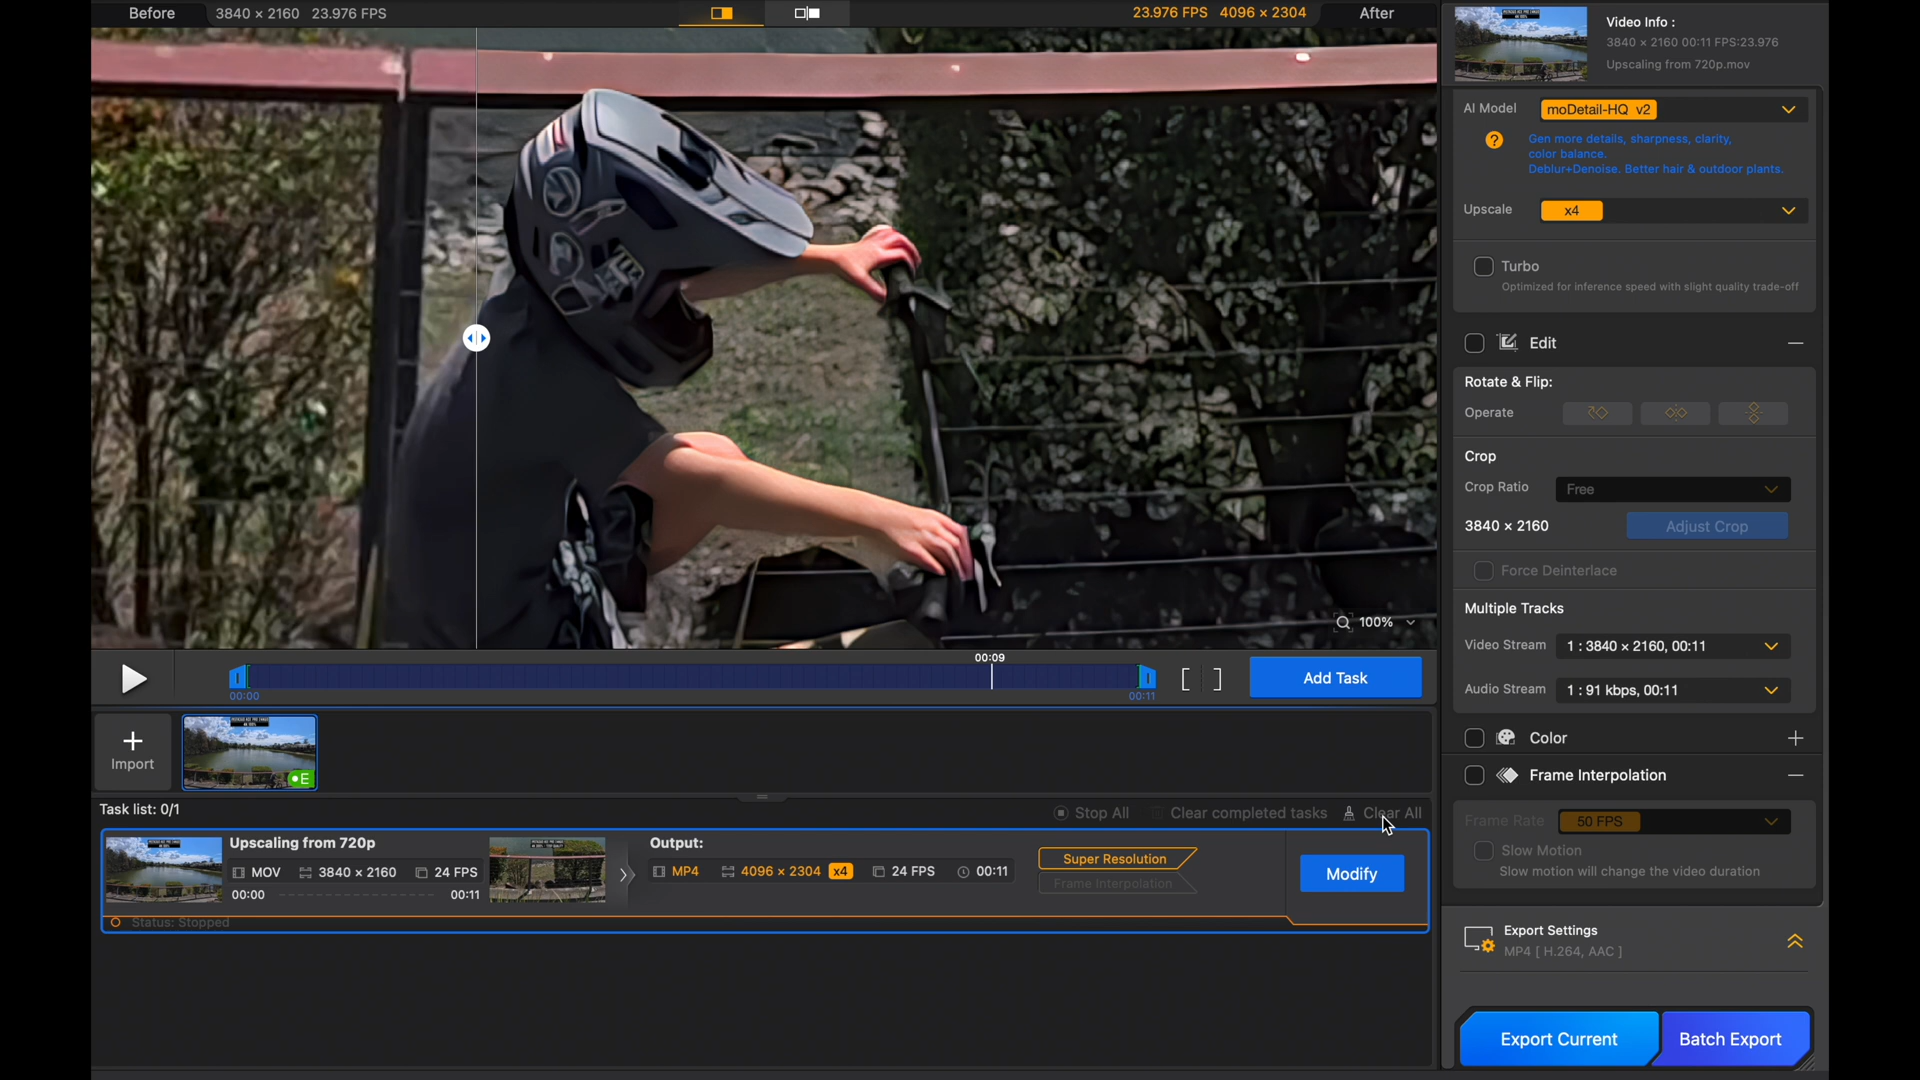 Before 3840 × 2160 23.976 FPS
23.976 FPS 4096 × 2304 After
Video Info :
3840 × 2160 00:11 FPS:23.976
Upscaling from 720p.mov
AI Model moDetail-HQ v2
? Gen more details, sharpness, clarity,
color balance.
Deblur+Denoise. Better hair & outdoor plants.
Upscale x4
Turbo
Optimized for inference speed with slight quality trade-off
Edit
Rotate & Flip:
Operate
Crop
Crop Ratio Free
3840 × 2160 Adjust Crop
Force Deinterlace
Multiple Tracks
Video Stream 1 : 3840 × 2160, 00:11
Audio Stream 1 : 91 kbps, 00:11
Color
Frame Interpolation
Frame Rate 50 FPS
Slow Motion
Slow motion will change the video duration
Export Settings
MP4 [ H.264, AAC ]
Export Current Batch Export
100%
00:09
00:00 00:11
[ ] Add Task
Import
E
Task list: 0/1
Stop All Clear completed tasks Clear All
Upscaling from 720p
MOV 3840 × 2160 24 FPS
00:00 00:11
Output:
MP4 4096 × 2304 x4 24 FPS 00:11
Super Resolution
Frame Interpolation
Modify
Status: Stopped